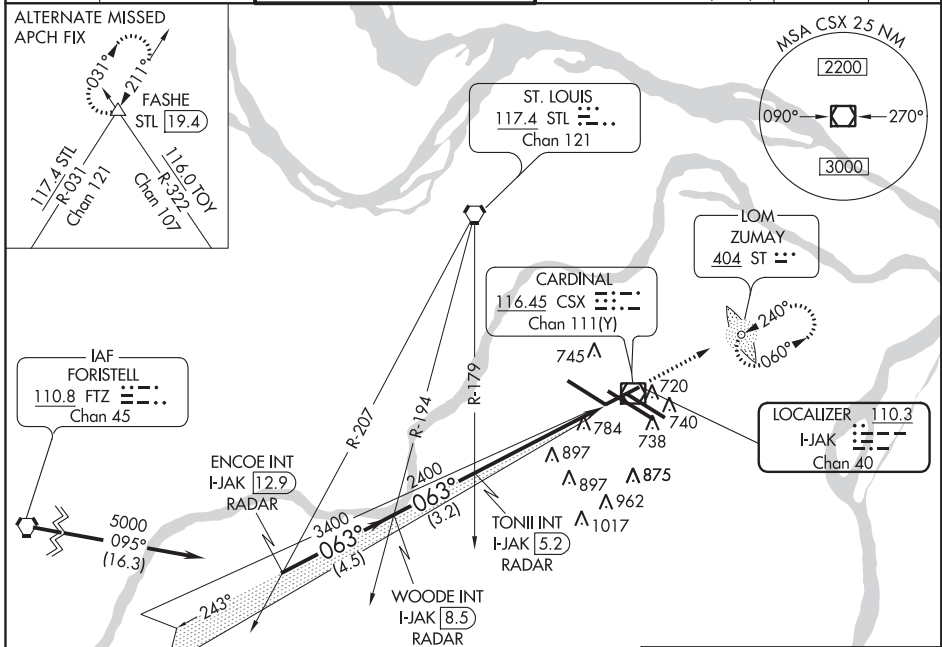 ALTERNATE MISSED
APCH FIX
031°
211°
FASHE
STL 19.4
117.4 STL
R-031
Chan 121
116.0 TOY
R-322
Chan 107
ST. LOUIS
117.4 STL
Chan 121
MSA CSX 25 NM
2200
090°
270°
3000
LOM
ZUMAY
404 ST
240°
060°
CARDINAL
116.45 CSX
Chan 111(Y)
745
720
740
738
784
897
897
875
962
1017
LOCALIZER 110.3
I-JAK
Chan 40
IAF
FORISTELL
110.8 FTZ
Chan 45
5000
095°
(16.3)
R-207
R-194
R-179
ENCOE INT
I-JAK 12.9
RADAR
2400
063°
(3.2)
3400
063°
(4.5)
TONII INT
I-JAK 5.2
RADAR
243°
WOODE INT
I-JAK 8.5
RADAR